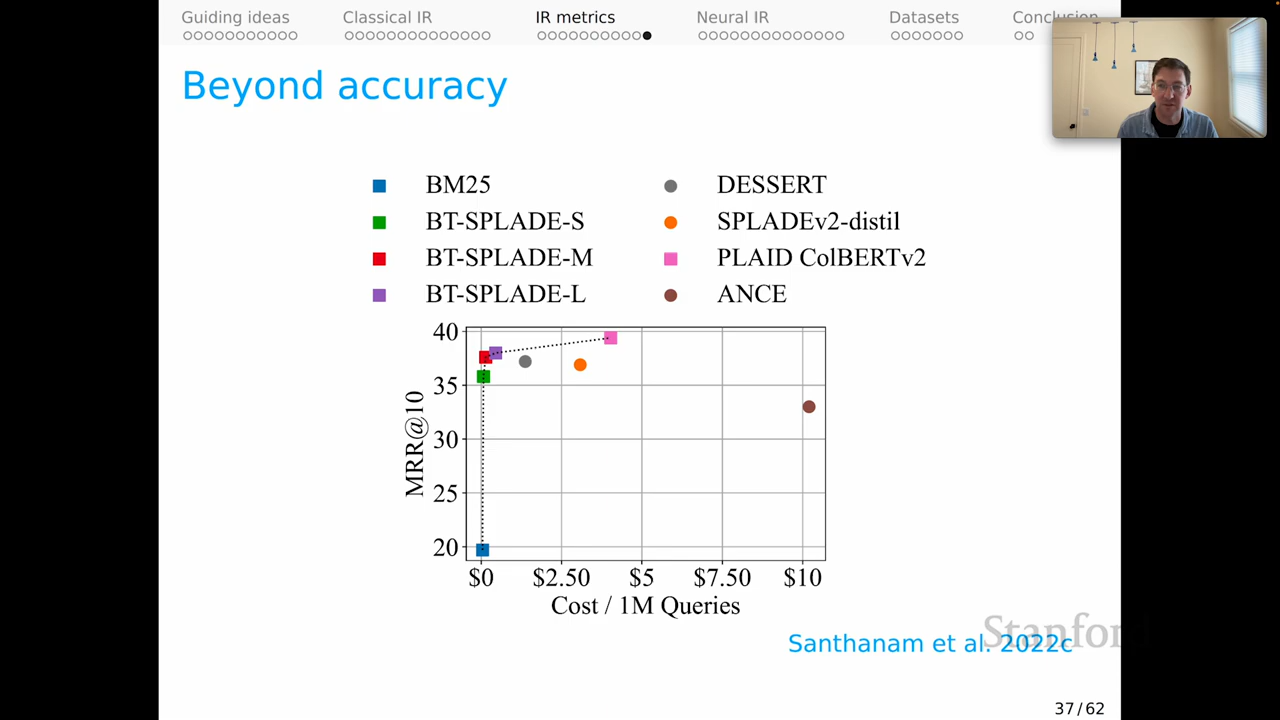 Guiding ideas Classical IR IR metrics Neural IR Datasets Conclusion
Beyond accuracy
BM25 DESSERT
BT-SPLADE-S SPLADEv2-distil
BT-SPLADE-M PLAID ColBERTv2
BT-SPLADE-L ANCE
40
35
30
25
20
MRR@10
$0 $2.50 $5 $7.50 $10
Cost / 1M Queries
Stanford
Santhanam et al. 2022c
37 / 62